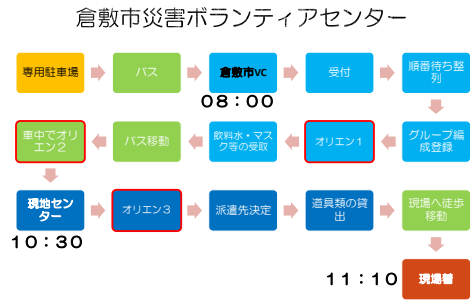 倉敷市災害ボランティアセンター
専用駐車場
バス
倉敷市VC
受付
順番待ち整
列
08：00
車中でオリ
エン２
バス移動
飲料水・マス
ク等の受取
オリエン１
グループ編
成登録
現地セン
ター
オリエン３
派遣先決定
道具類の貸
出
現場へ徒歩
移動
10：30
11：10
現場着